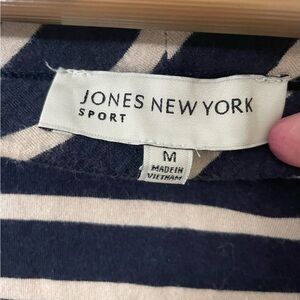 JONES NEW YORK
SPORT
M
MADE IN
VIETNAM